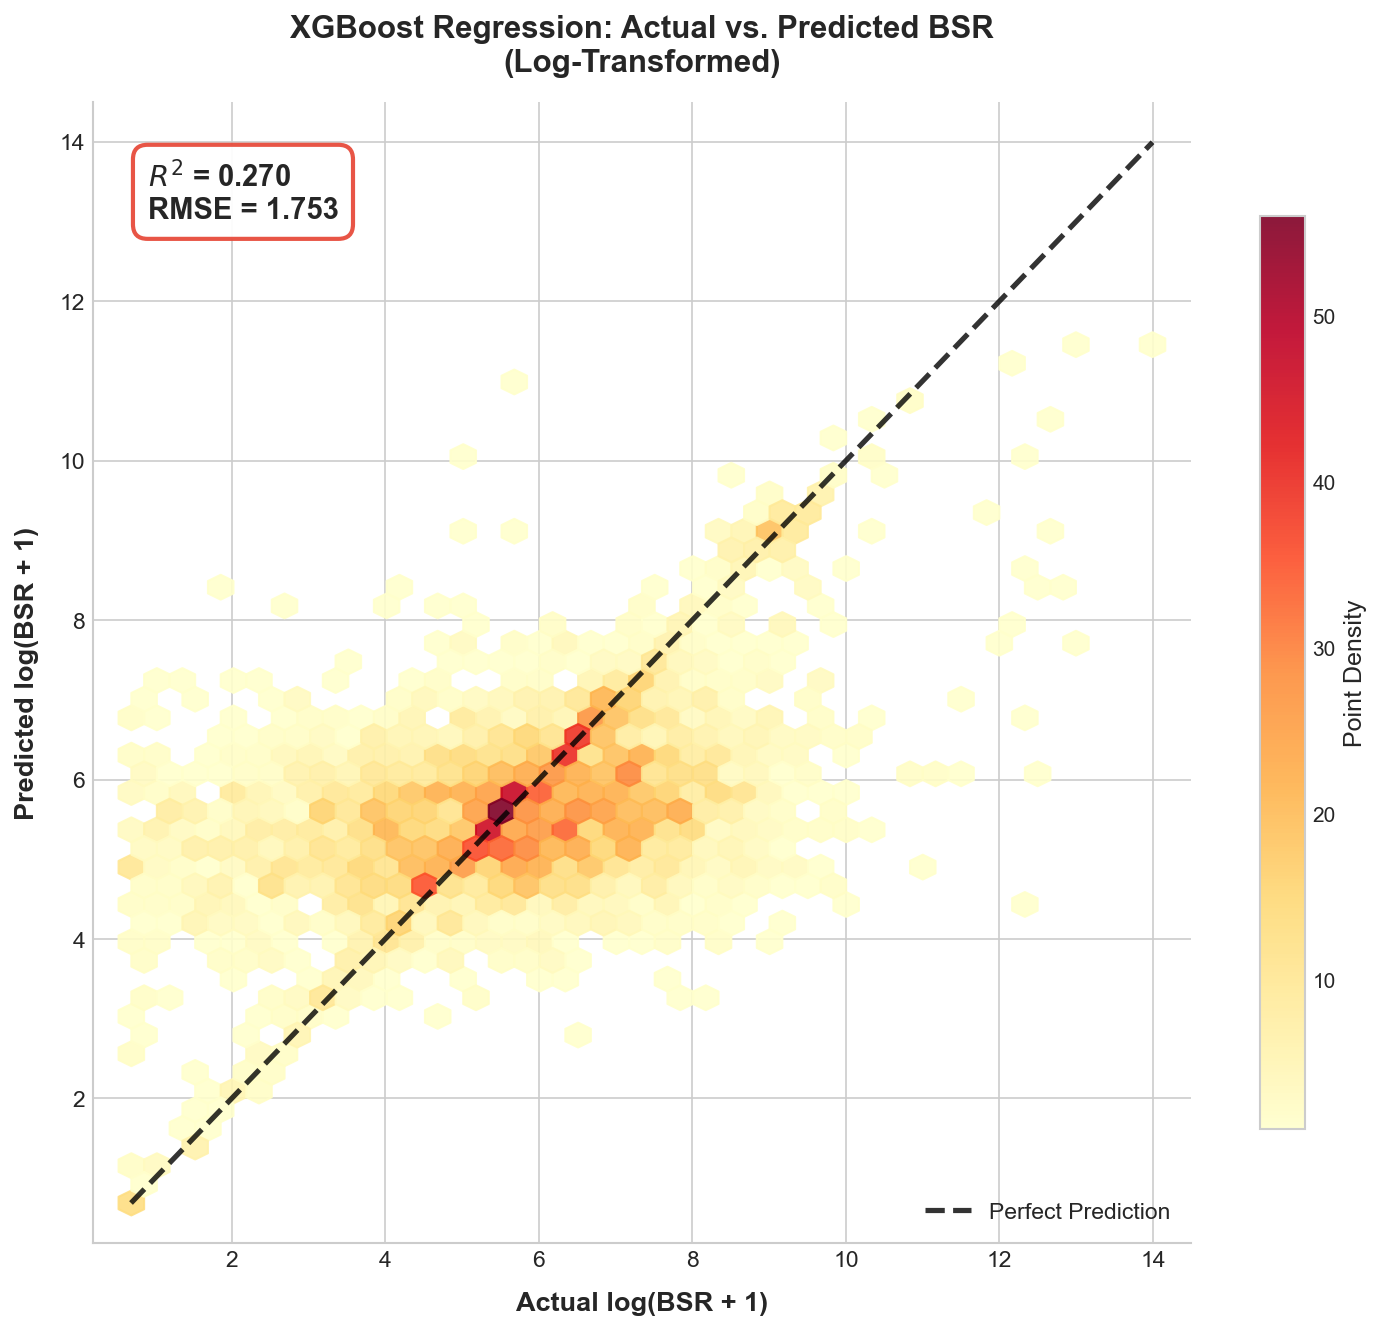 XGBoost Regression: Actual vs. Predicted BSR
(Log-Transformed)
R² = 0.270
RMSE = 1.753
14
12
10
8
6
4
2
Predicted log(BSR + 1)
2 4 6 8 10 12 14
Actual log(BSR + 1)
Perfect Prediction
50
40
30
20
10
Point Density